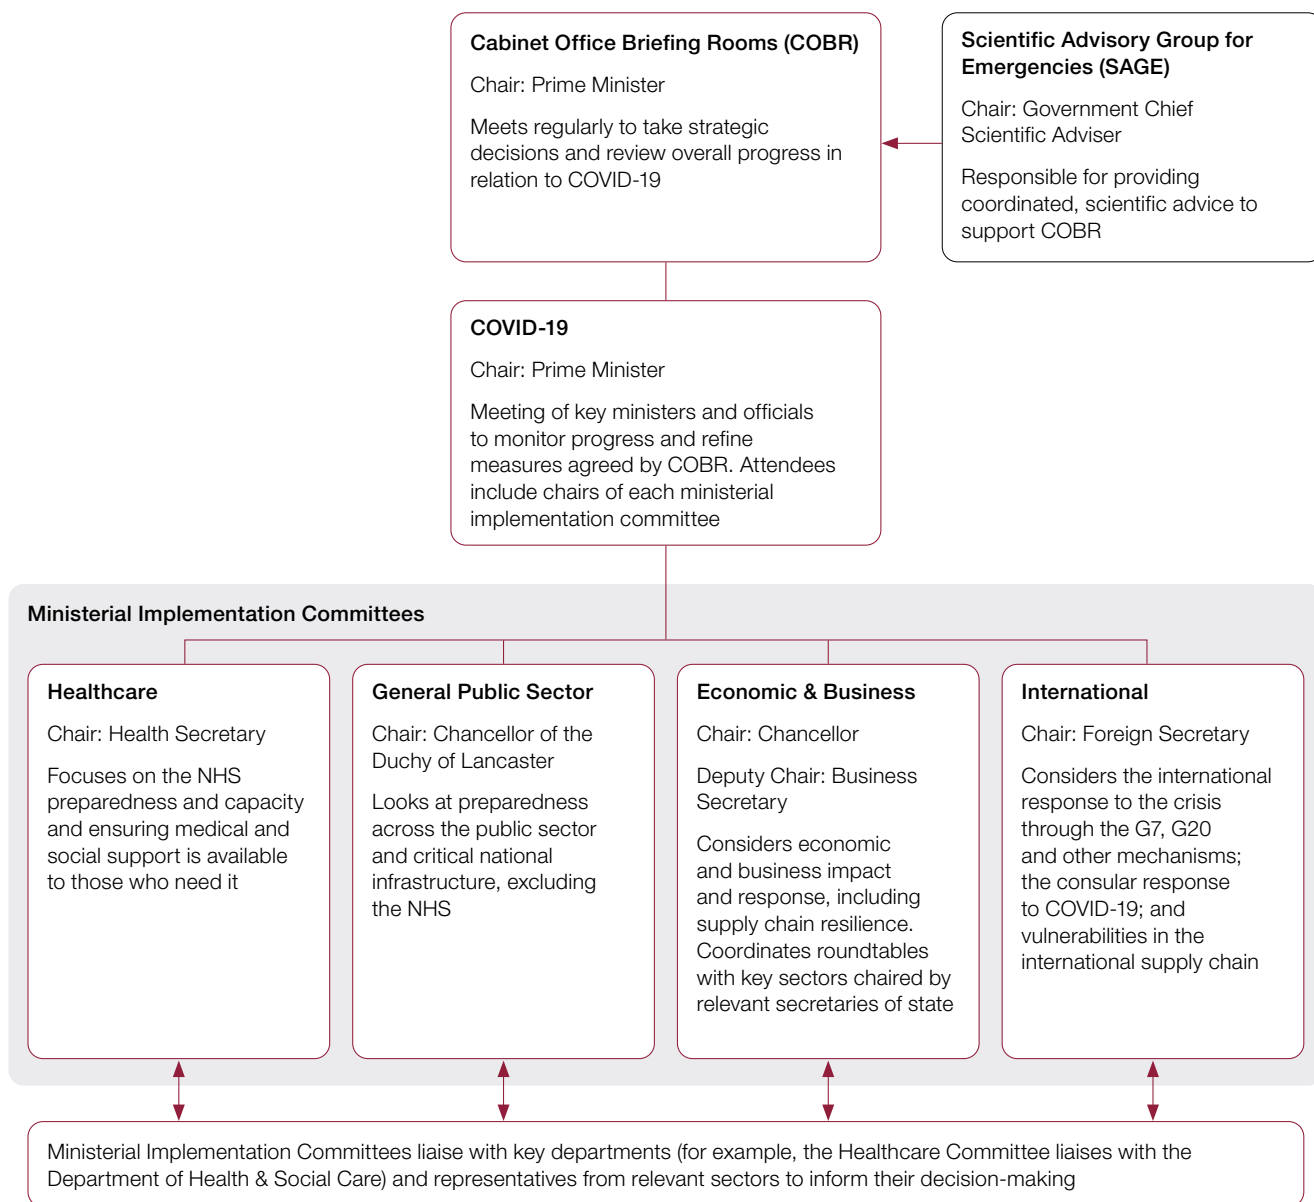 Cabinet Office Briefing Rooms (COBR)
Chair: Prime Minister
Meets regularly to take strategic
decisions and review overall progress in
relation to COVID-19
Scientific Advisory Group for
Emergencies (SAGE)
Chair: Government Chief
Scientific Adviser
Responsible for providing
coordinated, scientific advice to
support COBR
COVID-19
Chair: Prime Minister
Meeting of key ministers and officials
to monitor progress and refine
measures agreed by COBR. Attendees
include chairs of each ministerial
implementation committee
Ministerial Implementation Committees
Healthcare
Chair: Health Secretary
Focuses on the NHS
preparedness and capacity
and ensuring medical and
social support is available
to those who need it
General Public Sector
Chair: Chancellor of the
Duchy of Lancaster
Looks at preparedness
across the public sector
and critical national
infrastructure, excluding
the NHS
Economic & Business
Chair: Chancellor
Deputy Chair: Business
Secretary
Considers economic
and business impact
and response, including
supply chain resilience.
Coordinates roundtables
with key sectors chaired by
relevant secretaries of state
International
Chair: Foreign Secretary
Considers the international
response to the crisis
through the G7, G20
and other mechanisms;
the consular response
to COVID-19; and
vulnerabilities in the
international supply chain
Ministerial Implementation Committees liaise with key departments (for example, the Healthcare Committee liaises with the
Department of Health & Social Care) and representatives from relevant sectors to inform their decision-making